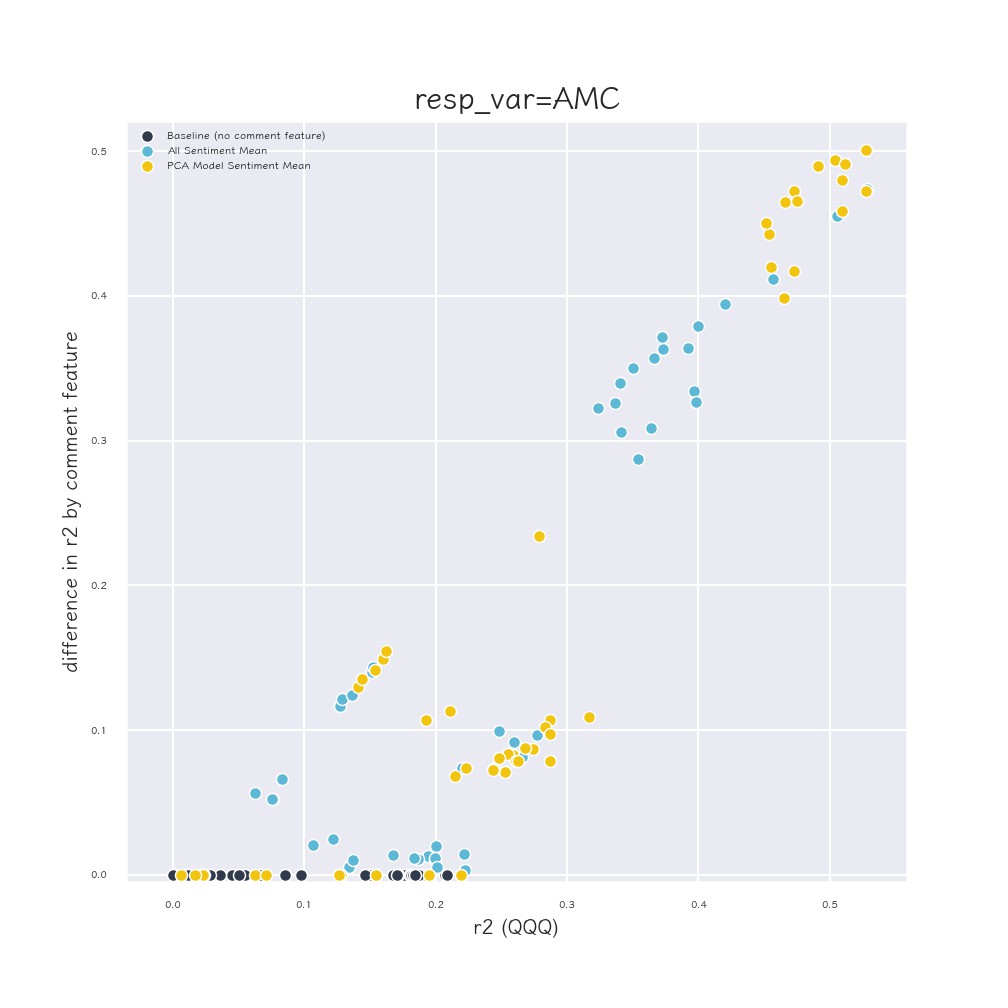 resp_var=AMC
Baseline (no comment feature)
All Sentiment Mean
PCA Model Sentiment Mean
difference in r2 by comment feature
0.5
0.4
0.3
0.2
0.1
0.0
0.0 0.1 0.2 0.3 0.4 0.5
r2 (QQQ)